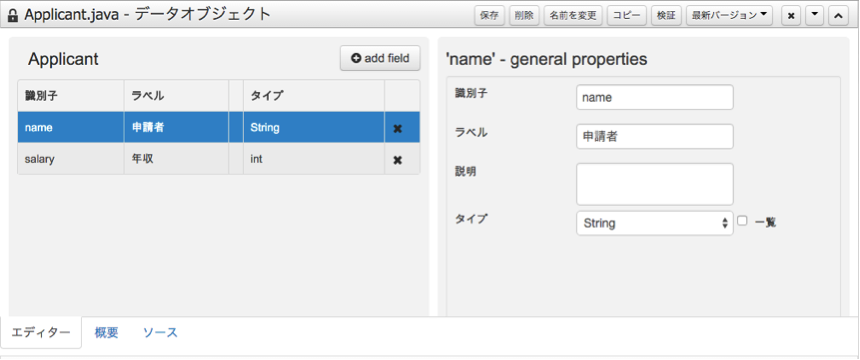 Applicant.java - データオブジェクト
保存 削除 名前を変更 コピー 検証 最新バージョン
Applicant
add field
識別子 ラベル タイプ
name 申請者 String
salary 年収 int
'name' - general properties
識別子 name
ラベル 申請者
説明
タイプ String 一覧
エディター 概要 ソース